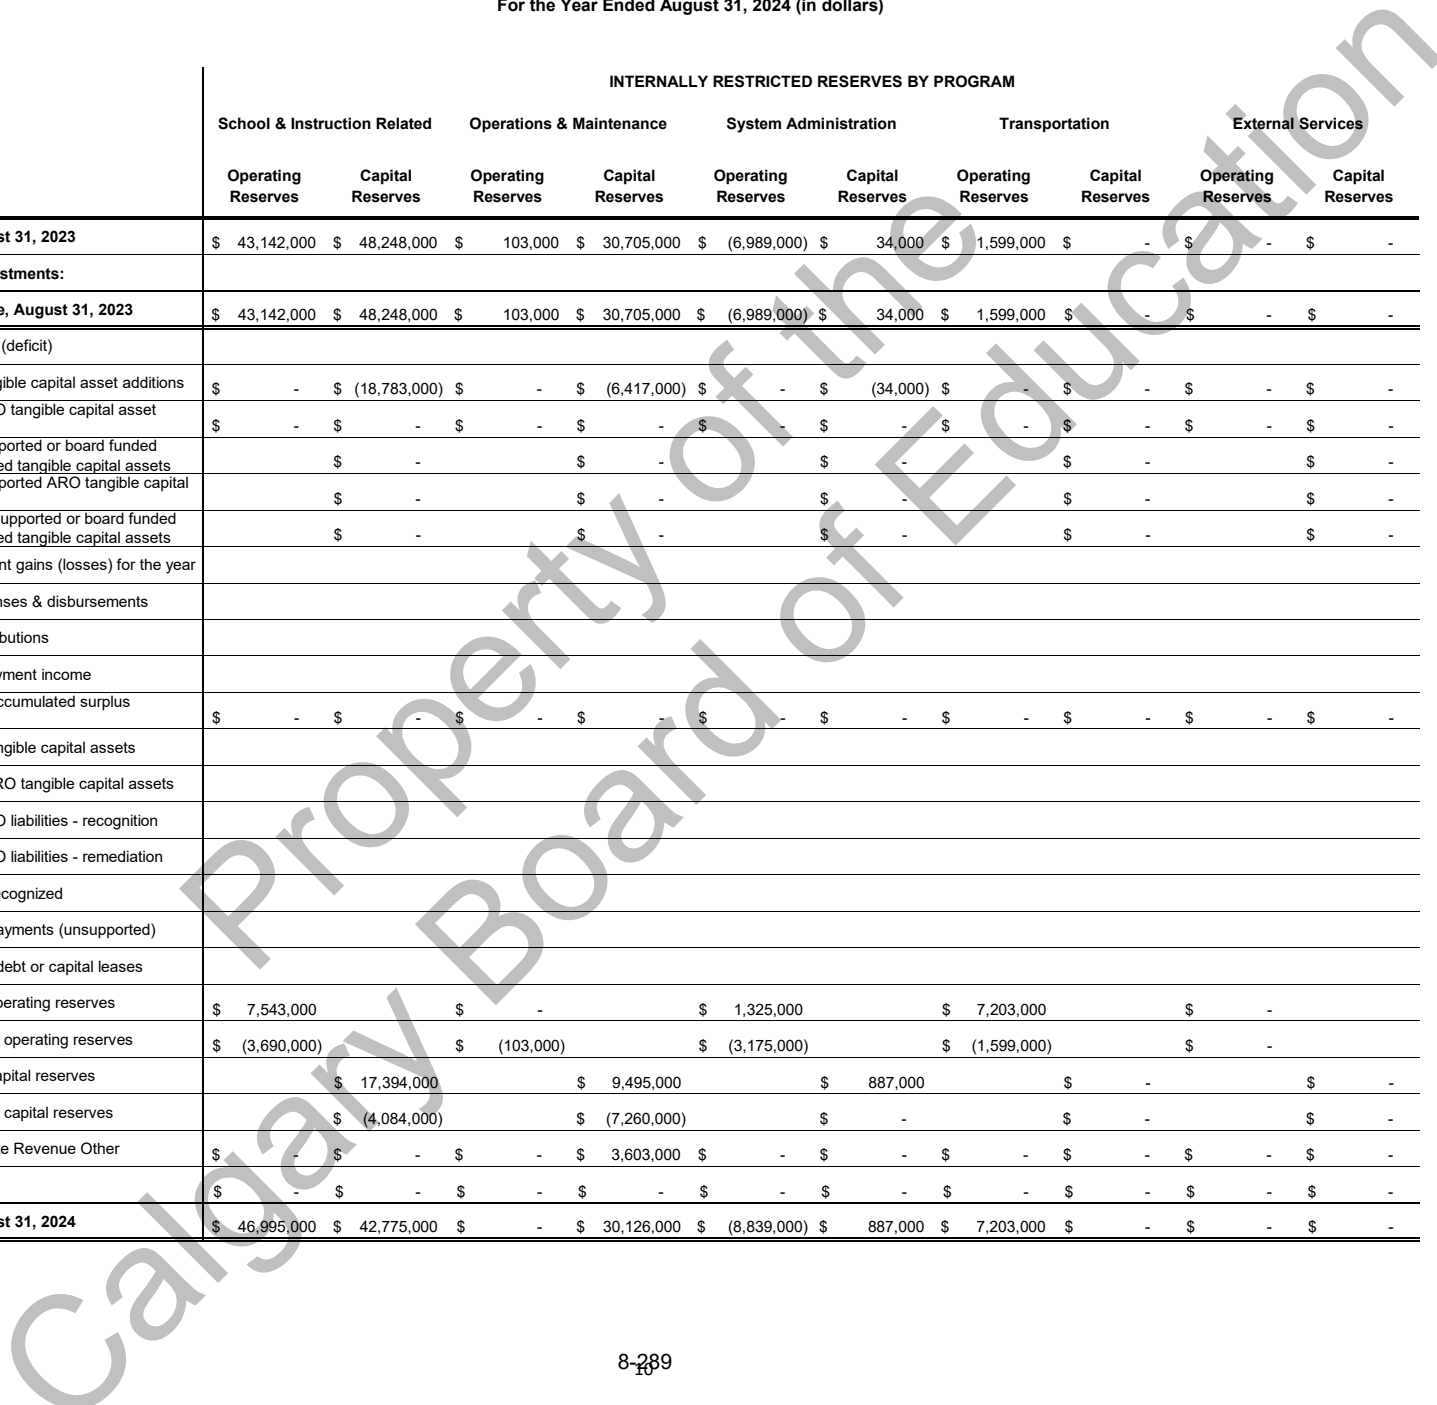 For the Year Ended August 31, 2024 (in dollars)
INTERNALLY RESTRICTED RESERVES BY PROGRAM
School & Instruction Related Operations & Maintenance System Administration Transportation External Services
Operating Capital Operating Capital Operating Capital Operating Capital Operating Capital
Reserves Reserves Reserves Reserves Reserves Reserves Reserves Reserves Reserves Reserves
st 31, 2023 $ 43,142,000 $ 48,248,000 $ 103,000 $ 30,705,000 $ (6,989,000) $ 34,000 $ 1,599,000 $ - $ - $ -
stments:
e, August 31, 2023 $ 43,142,000 $ 48,248,000 $ 103,000 $ 30,705,000 $ (6,989,000) $ 34,000 $ 1,599,000 $ - $ - $ -
(deficit)
gible capital asset additions $ - $ (18,783,000) $ - $ (6,417,000) $ - $ (34,000) $ - $ - $ - $ -
O tangible capital asset
$ - $ - $ - $ - $ - $ - $ - $ - $ - $ -
ported or board funded
ed tangible capital assets $ - $ - $ - $ - $ -
ported ARO tangible capital
$ - $ - $ - $ - $ -
upported or board funded
ed tangible capital assets $ - $ - $ - $ - $ -
nt gains (losses) for the year
nses & disbursements
butions
yment income
ccumulated surplus
$ - $ - $ - $ - $ - $ - $ - $ - $ - $ -
ngible capital assets
RO tangible capital assets
O liabilities - recognition
O liabilities - remediation
ecognized
ayments (unsupported)
debt or capital leases
perating reserves $ 7,543,000 $ - $ 1,325,000 $ 7,203,000 $ -
operating reserves $ (3,690,000) $ (103,000) $ (3,175,000) $ (1,599,000) $ -
apital reserves $ 17,394,000 $ 9,495,000 $ 887,000 $ - $ -
capital reserves $ (4,084,000) $ (7,260,000) $ - $ - $ -
te Revenue Other $ - $ - $ - $ 3,603,000 $ - $ - $ - $ - $ - $ -
$ - $ - $ - $ - $ - $ - $ - $ - $ - $ -
st 31, 2024 $ 46,995,000 $ 42,775,000 $ - $ 30,126,000 $ (8,839,000) $ 887,000 $ 7,203,000 $ - $ - $ -
Property of the
Calgary Board of Education
8-289
10